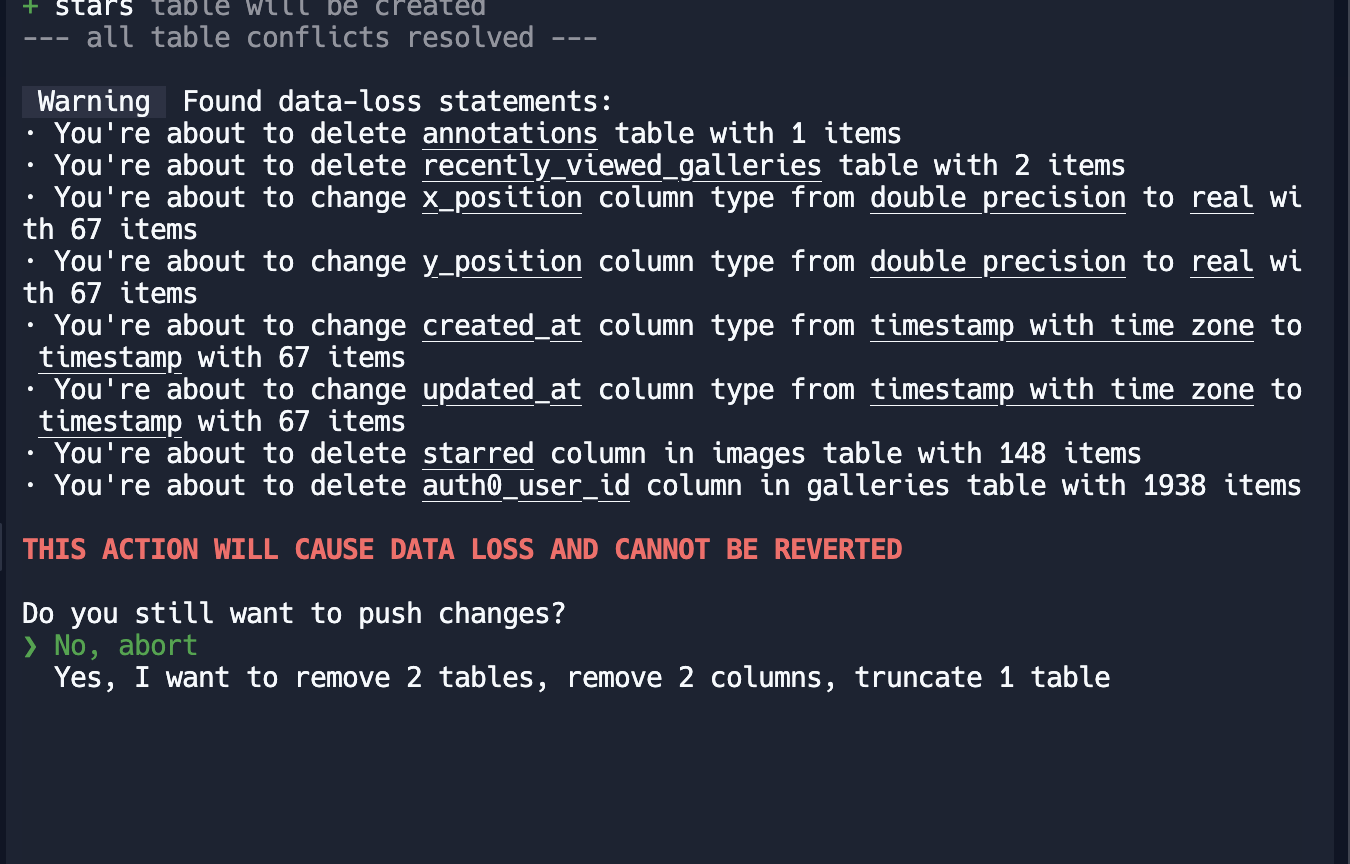 + stars table will be created
--- all table conflicts resolved ---
Warning Found data-loss statements:
· You're about to delete annotations table with 1 items
· You're about to delete recently_viewed_galleries table with 2 items
· You're about to change x_position column type from double precision to real wi
th 67 items
· You're about to change y_position column type from double precision to real wi
th 67 items
· You're about to change created_at column type from timestamp with time zone to
timestamp with 67 items
· You're about to change updated_at column type from timestamp with time zone to
timestamp with 67 items
· You're about to delete starred column in images table with 148 items
· You're about to delete auth0_user_id column in galleries table with 1938 items
THIS ACTION WILL CAUSE DATA LOSS AND CANNOT BE REVERTED
Do you still want to push changes?
❯ No, abort
Yes, I want to remove 2 tables, remove 2 columns, truncate 1 table